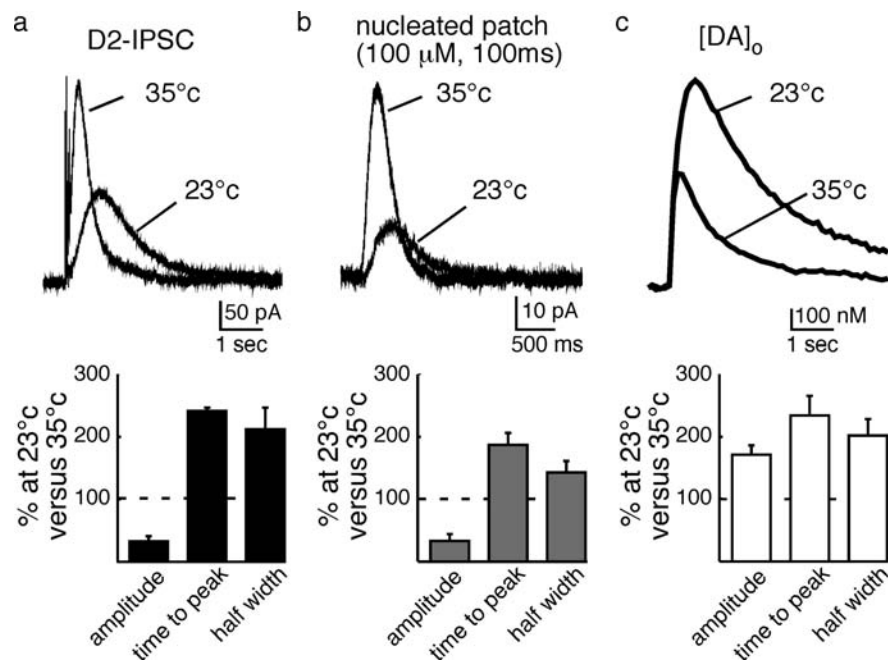 a
D2-IPSC
35°c
23°c
50 pA
1 sec
b
nucleated patch
(100 µM, 100ms)
35°c
23°c
10 pA
500 ms
c
[DA]o
23°c
35°c
100 nM
1 sec
% at 23°c
versus 35°c
300
200
100
amplitude
time to peak
half width
% at 23°c
versus 35°c
300
200
100
amplitude
time to peak
half width
% at 23°c
versus 35°c
300
200
100
amplitude
time to peak
half width